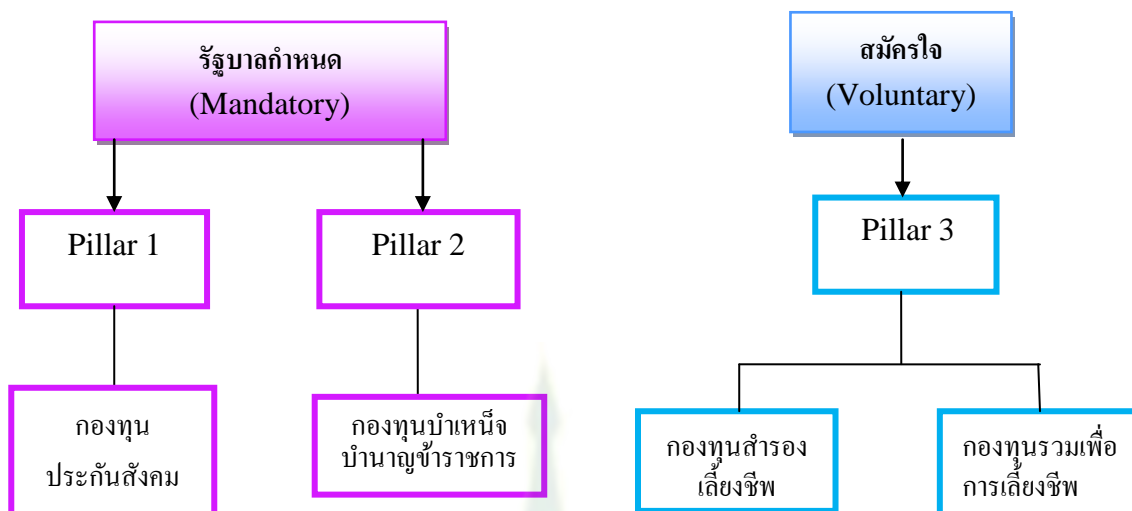 รัฐบาลกำหนด
(Mandatory)
สมัครใจ
(Voluntary)
Pillar 1
Pillar 2
Pillar 3
กองทุน
ประกันสังคม
กองทุนบำเหน็จ
บำนาญข้าราชการ
กองทุนสำรอง
เลี้ยงชีพ
กองทุนรวมเพื่อ
การเลี้ยงชีพ